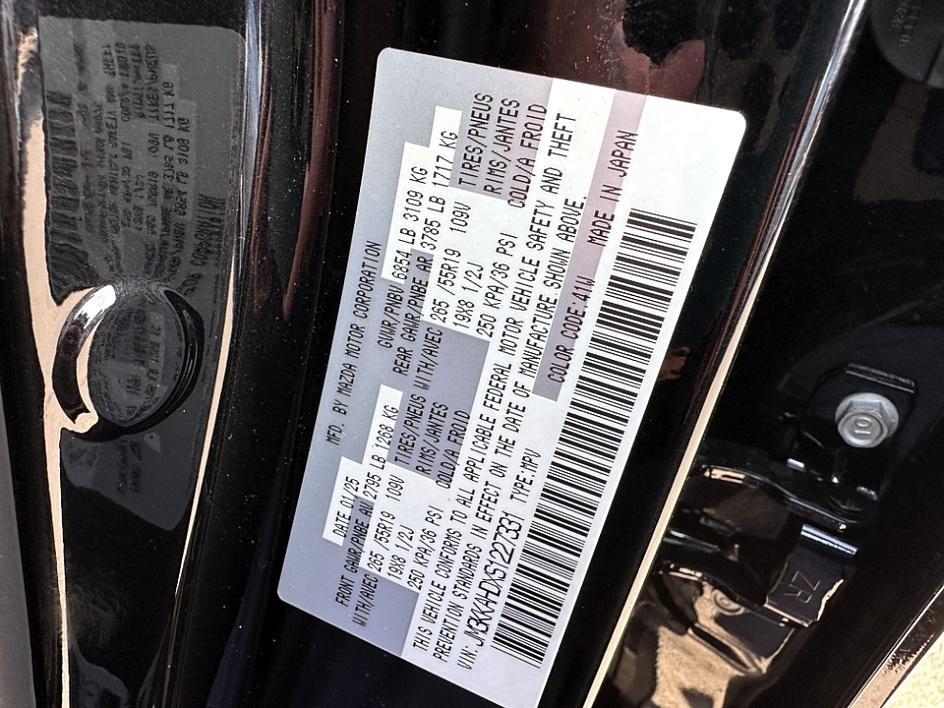 MFD. BY MAZDA MOTOR CORPORATION
DATE 01/25 GVWR/PNBV 6854 LB 3109 KG
FRONT GAWR/PNBE AV 2795 LB 1268 KG REAR GAWR/PNBE AR 3785 LB 1717 KG
WITH/AVEC 265 /55R19 109V TIRES/PNEUS WITH/AVEC 265 /55R19 109V TIRES/PNEUS
19X8 1/2J RIMS/JANTES 19X8 1/2J RIMS/JANTES
250 KPA/36 PSI COLD/A FROID 250 KPA/36 PSI COLD/A FROID
THIS VEHICLE CONFORMS TO ALL APPLICABLE FEDERAL MOTOR VEHICLE SAFETY AND THEFT
PREVENTION STANDARDS IN EFFECT ON THE DATE OF MANUFACTURE SHOWN ABOVE.
VIN: JM3KKAHDXS1227331 TYPE:MPV COLOR CODE:41W MADE IN JAPAN
10
ZR